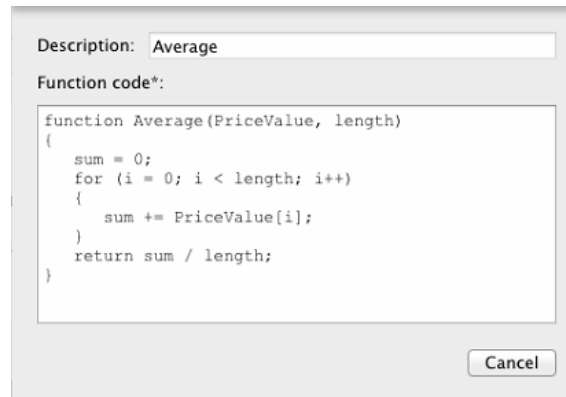 Description: Average
Function code*:
function Average(PriceValue, length)
{
   sum = 0;
   for (i = 0; i < length; i++)
   {
      sum += PriceValue[i];
   }
   return sum / length;
}
Cancel